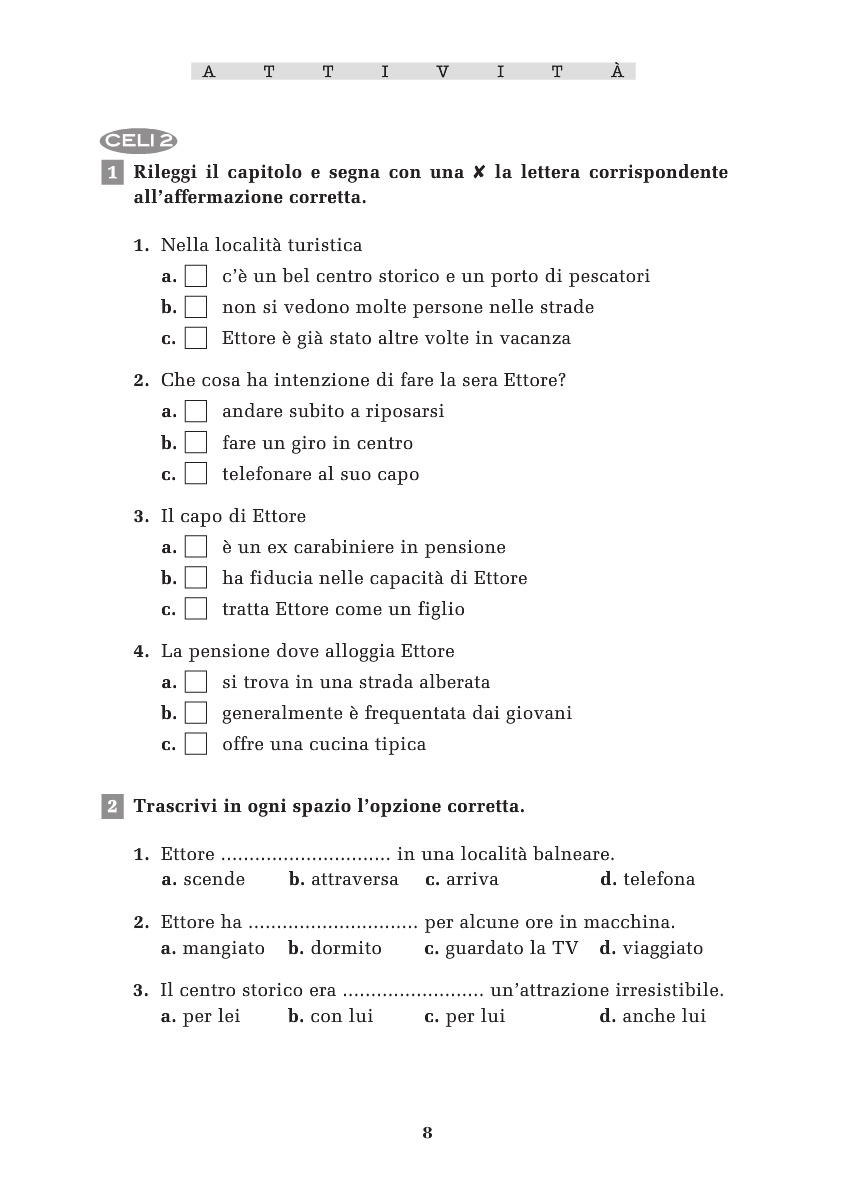 A T T I V I T À
CELI 2
1 Rileggi il capitolo e segna con una ✘ la lettera corrispondente
all’affermazione corretta.
1. Nella località turistica
a. c’è un bel centro storico e un porto di pescatori
b. non si vedono molte persone nelle strade
c. Ettore è già stato altre volte in vacanza
2. Che cosa ha intenzione di fare la sera Ettore?
a. andare subito a riposarsi
b. fare un giro in centro
c. telefonare al suo capo
3. Il capo di Ettore
a. è un ex carabiniere in pensione
b. ha fiducia nelle capacità di Ettore
c. tratta Ettore come un figlio
4. La pensione dove alloggia Ettore
a. si trova in una strada alberata
b. generalmente è frequentata dai giovani
c. offre una cucina tipica
2 Trascrivi in ogni spazio l’opzione corretta.
1. Ettore .............................. in una località balneare.
a. scende b. attraversa c. arriva d. telefona
2. Ettore ha .............................. per alcune ore in macchina.
a. mangiato b. dormito c. guardato la TV d. viaggiato
3. Il centro storico era ......................... un’attrazione irresistibile.
a. per lei b. con lui c. per lui d. anche lui
8